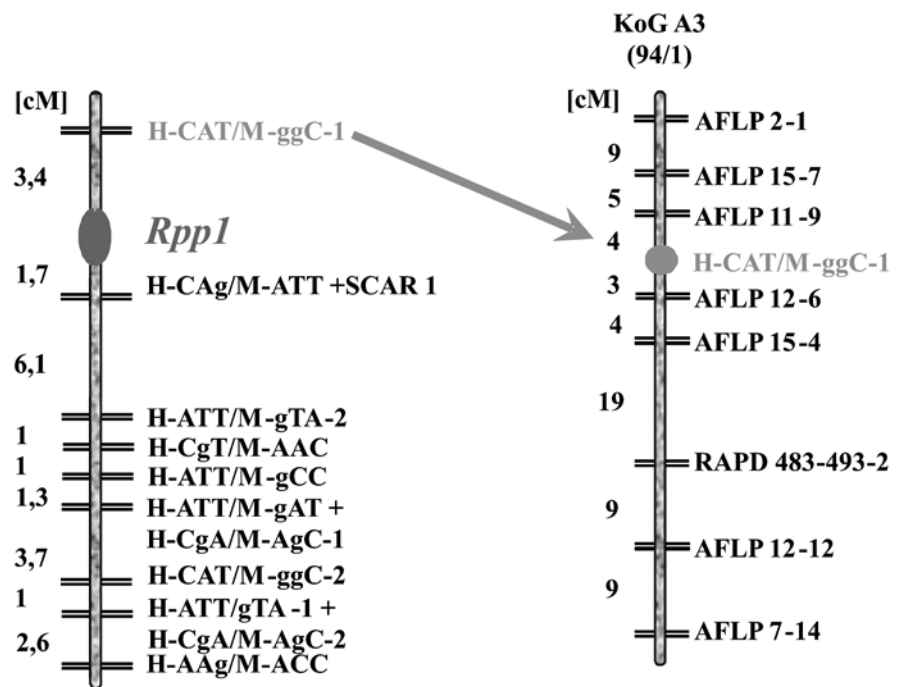 [cM]
H-CAT/M-ggC-1
3,4
Rpp1
1,7
H-CAg/M-ATT +SCAR 1
6,1
H-ATT/M-gTA-2
1
H-CgT/M-AAC
1
H-ATT/M-gCC
1,3
H-ATT/M-gAT +
H-CgA/M-AgC-1
3,7
H-CAT/M-ggC-2
1
H-ATT/gTA-1 +
H-CgA/M-AgC-2
2,6
H-AAg/M-ACC
KoG A3
(94/1)
[cM]
AFLP 2-1
9
AFLP 15-7
5
AFLP 11-9
4
H-CAT/M-ggC-1
3
AFLP 12-6
4
AFLP 15-4
19
RAPD 483-493-2
9
AFLP 12-12
9
AFLP 7-14